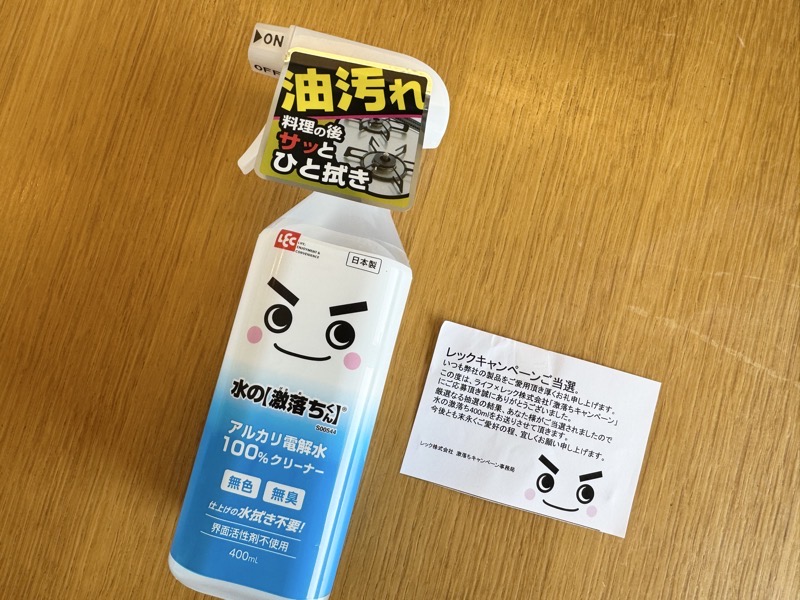 ▶ON
OFF
油汚れ
料理の後
サッと
ひと拭き
LEC
LIFE,
ENJOYMENT &
CONVENIENCE
日本製
水の【激落ちくん】®
S00544
アルカリ電解水
100%クリーナー
無色 無臭
仕上げの水拭き不要!
界面活性剤不使用
400mL
レックキャンペーンご当選。
いつも弊社の製品をご愛用頂き厚くお礼申し上げます。
この度は、ライフ×レック株式会社「激落ちキャンペーン」
にご応募頂き誠にありがとうございました。
厳選なる抽選の結果、あなた様がご当選されましたので
水の激落ち400mlをお送りさせて頂きます。
今後とも末永くご愛好の程、宜しくお願い申し上げます。
レック株式会社 激落ちキャンペーン事務局